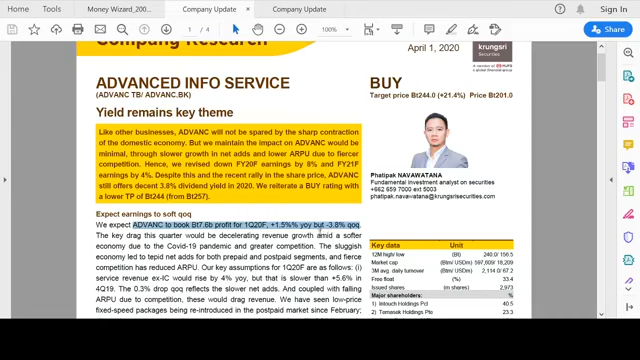 Home
Tools
Money Wizard_200...
Company Update
Company Update
Sign In
1 / 4
100%
Share
Company Research
April 1, 2020
krungsri
Securities
A member of MUFG
a global financial group
ADVANCED INFO SERVICE
(ADVANC TB/ ADVANC.BK)
BUY
Target price Bt244.0 (+21.4%) Price Bt201.0
Yield remains key theme
Like other businesses, ADVANC will not be spared by the sharp contraction
of the domestic economy. But we maintain the impact on ADVANC would be
minimal, through slower growth in net adds and lower ARPU due to fiercer
competition. Hence, we revised down FY20F earnings by 8% and FY21F
earnings by 4%. Despite this and the recent rally in the share price, ADVANC
still offers decent 3.8% dividend yield in 2020. We reiterate a BUY rating with
a lower TP of Bt244 (from Bt257).
Phatipak NAVAWATANA
Fundamental investment analyst on securities
+662 659 7000 ext 5003
phatipak.navawatana@krungsrisecurities.com
Expect earnings to soft qoq
We expect ADVANC to book Bt7.6b profit for 1Q20F, +1.5%% yoy but -3.8% qoq.
The key drag this quarter would be decelerating revenue growth amid a softer
economy due to the Covid-19 pandemic and greater competition. The sluggish
economy led to tepid net adds for both prepaid and postpaid segments, and
fierce competition has reduced ARPU. Our key assumptions for 1Q20F are as follows: (i)
service revenue ex-IC would rise by 4% yoy, but that is slower than +5.6% in
4Q19. The 0.3% drop qoq reflects the slower net adds. And coupled with falling
ARPU due to competition, these would drag revenue. We have seen low-price
fixed-speed packages being re-introduced in the postpaid market since February;
Key data
12M high/ low (Bt) 240.0/ 156.5
Market cap (Btm/ USDm) 597,609/ 18,209
3M avg. daily turnover (Btm/ USDm) 2,114/ 67.2
Free float (%) 33.4
Issued shares (m shares) 2,973
Major shareholders: (%)
1) Intouch Holdings Pcl 40.5
2) Temasek Holdings Pte 23.3